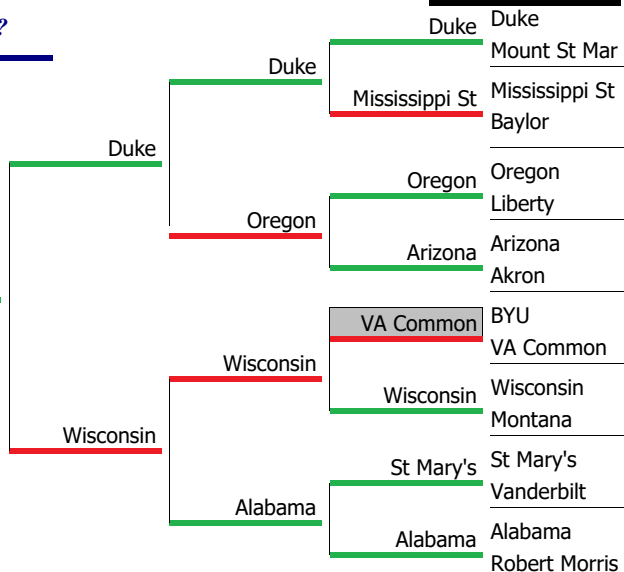 ?
Duke
Duke
Mount St Mar
Duke
Mississippi St
Mississippi St
Baylor
Duke
Oregon
Oregon
Liberty
Oregon
Arizona
Arizona
Akron
BYU
VA Common
VA Common
Wisconsin
Wisconsin
Wisconsin
Montana
Wisconsin
St Mary's
St Mary's
Vanderbilt
Alabama
Alabama
Alabama
Robert Morris